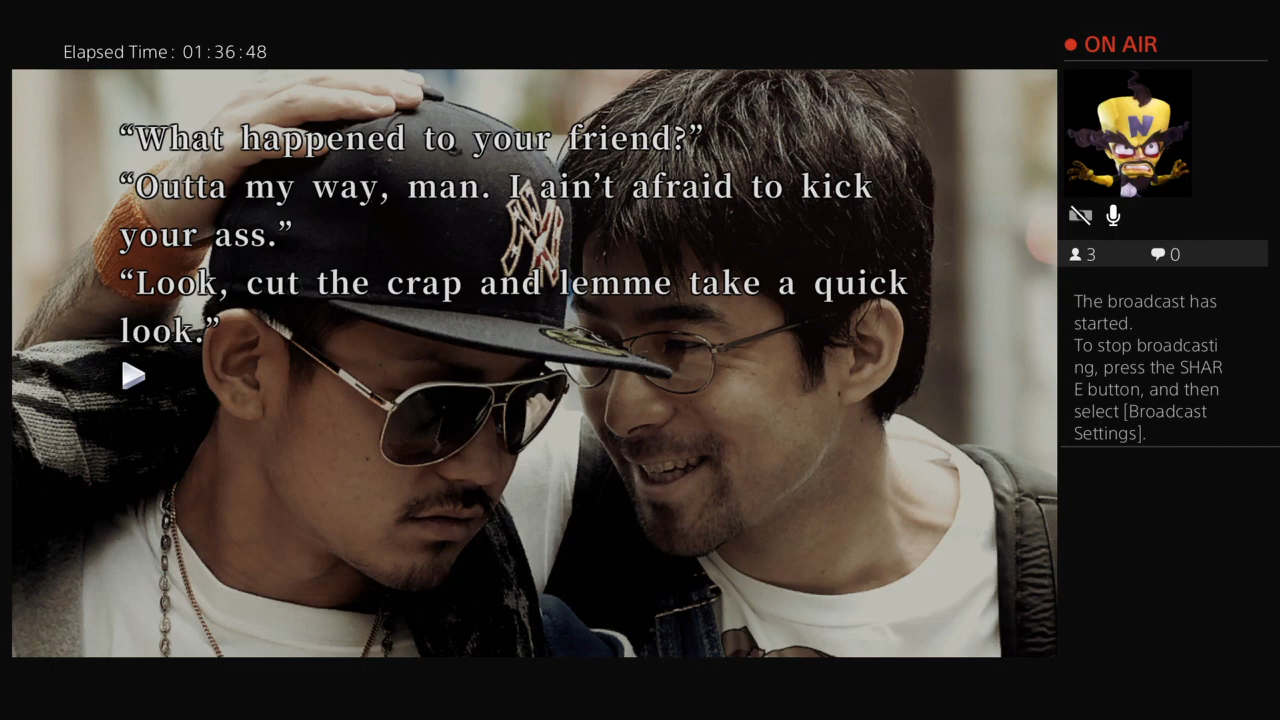 Elapsed Time: 01:36:48
ON AIR
“What happened to your friend?”
“Outta my way, man. I ain’t afraid to kick
your ass.”
“Look, cut the crap and lemme take a quick
look.”
N
NY
3
0
The broadcast has
started.
To stop broadcasti
ng, press the SHAR
E button, and then
select [Broadcast
Settings].